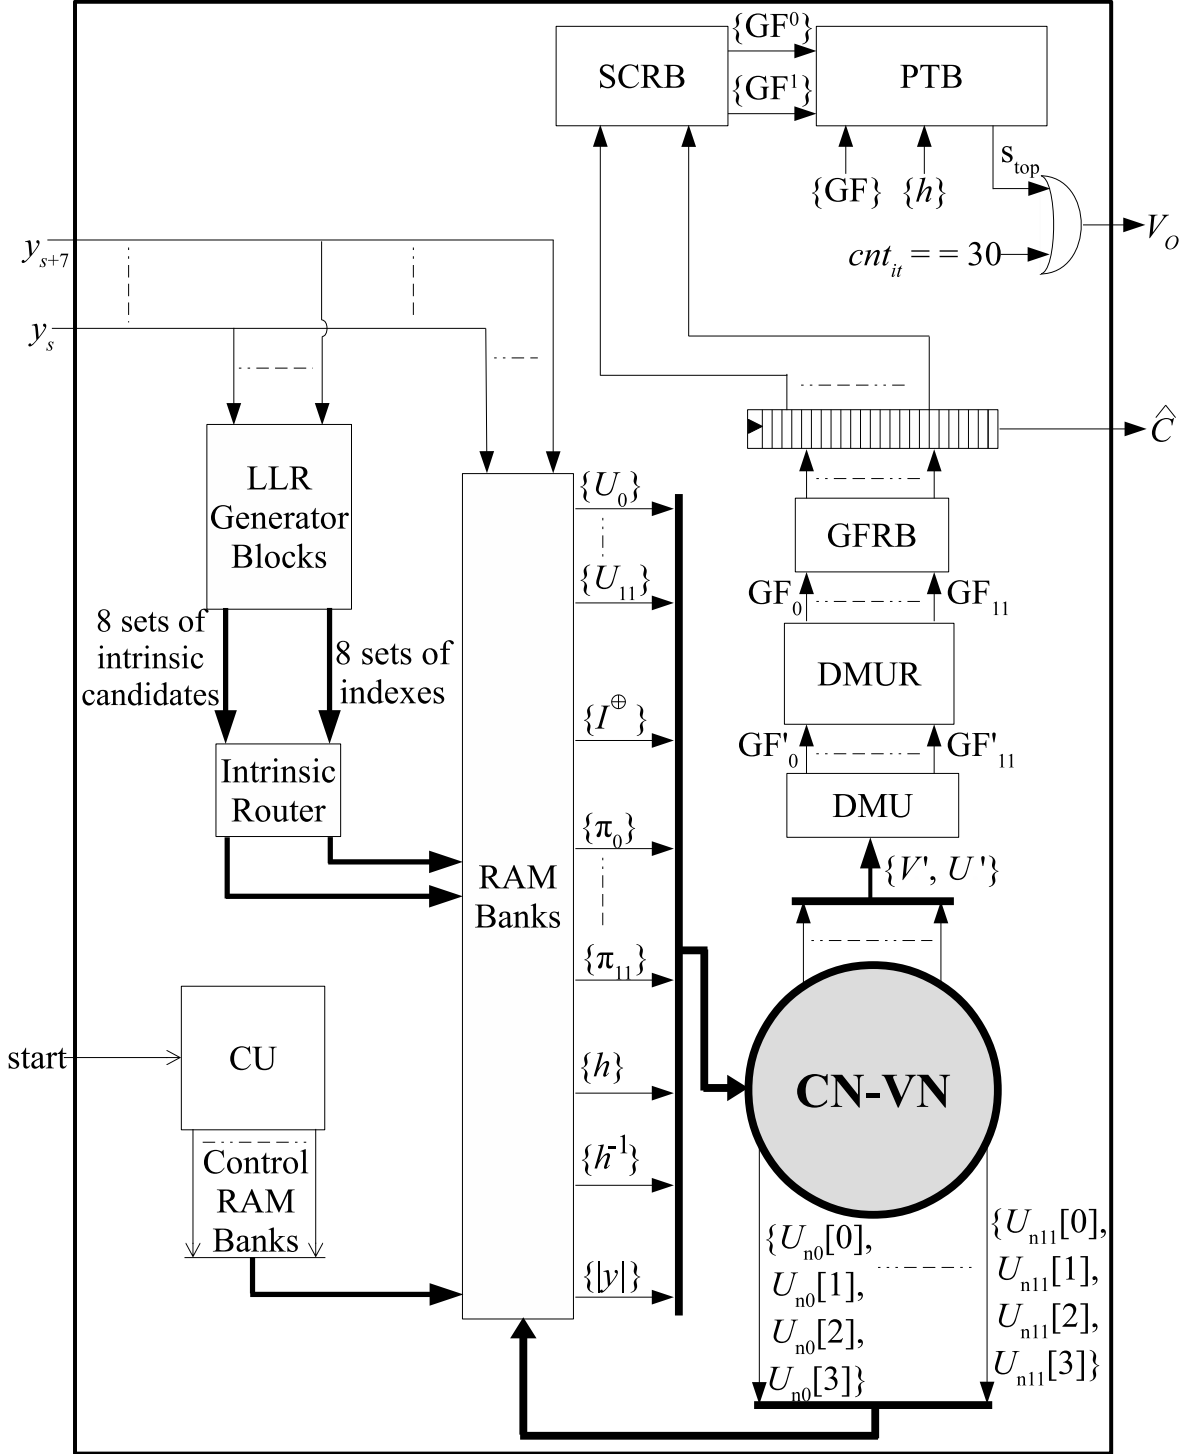 {GF⁰}
SCRB
PTB
{GF¹}
s_top
{GF} {h}
V_O
cnt_it = = 30
y_s+7
y_s
Ĉ
LLR
Generator
Blocks
{U_0}
{U_11}
GFRB
GF_0
GF_11
8 sets of
intrinsic
candidates
8 sets of
indexes
DMUR
{I^⊕}
GF'_0
GF'_11
Intrinsic
Router
DMU
{π_0}
{V', U'}
RAM
Banks
{π_11}
start
CU
{h}
CN-VN
{h^-1}
Control
RAM
Banks
{|y|}
{U_n0[0],
U_n0[1],
U_n0[2],
U_n0[3]}
{U_n11[0],
U_n11[1],
U_n11[2],
U_n11[3]}